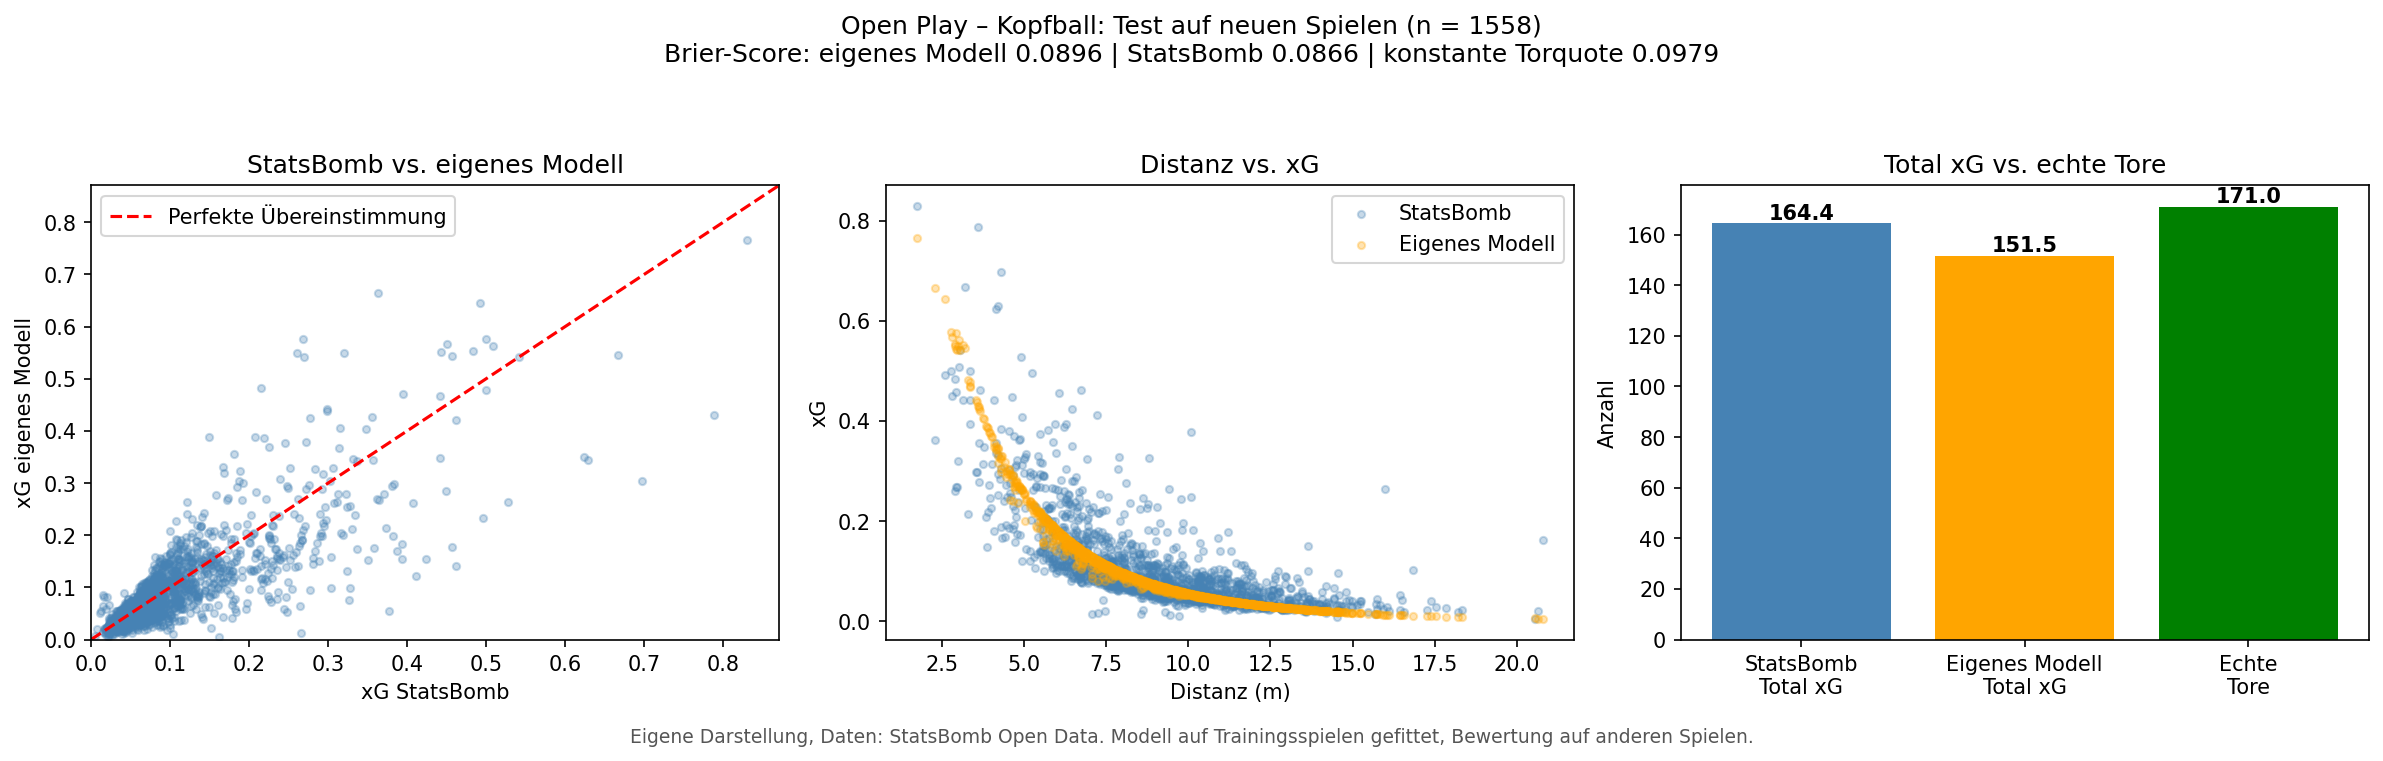 Open Play – Kopfball: Test auf neuen Spielen (n = 1558)
Brier-Score: eigenes Modell 0.0896 | StatsBomb 0.0866 | konstante Torquote 0.0979
StatsBomb vs. eigenes Modell
Perfekte Übereinstimmung
xG eigenes Modell
0.8
0.7
0.6
0.5
0.4
0.3
0.2
0.1
0.0
0.0 0.1 0.2 0.3 0.4 0.5 0.6 0.7 0.8
xG StatsBomb
Distanz vs. xG
StatsBomb
Eigenes Modell
xG
0.8
0.6
0.4
0.2
0.0
2.5 5.0 7.5 10.0 12.5 15.0 17.5 20.0
Distanz (m)
Total xG vs. echte Tore
164.4
151.5
171.0
Anzahl
160
140
120
100
80
60
40
20
0
StatsBomb
Total xG
Eigenes Modell
Total xG
Echte
Tore
Eigene Darstellung, Daten: StatsBomb Open Data. Modell auf Trainingsspielen gefittet, Bewertung auf anderen Spielen.